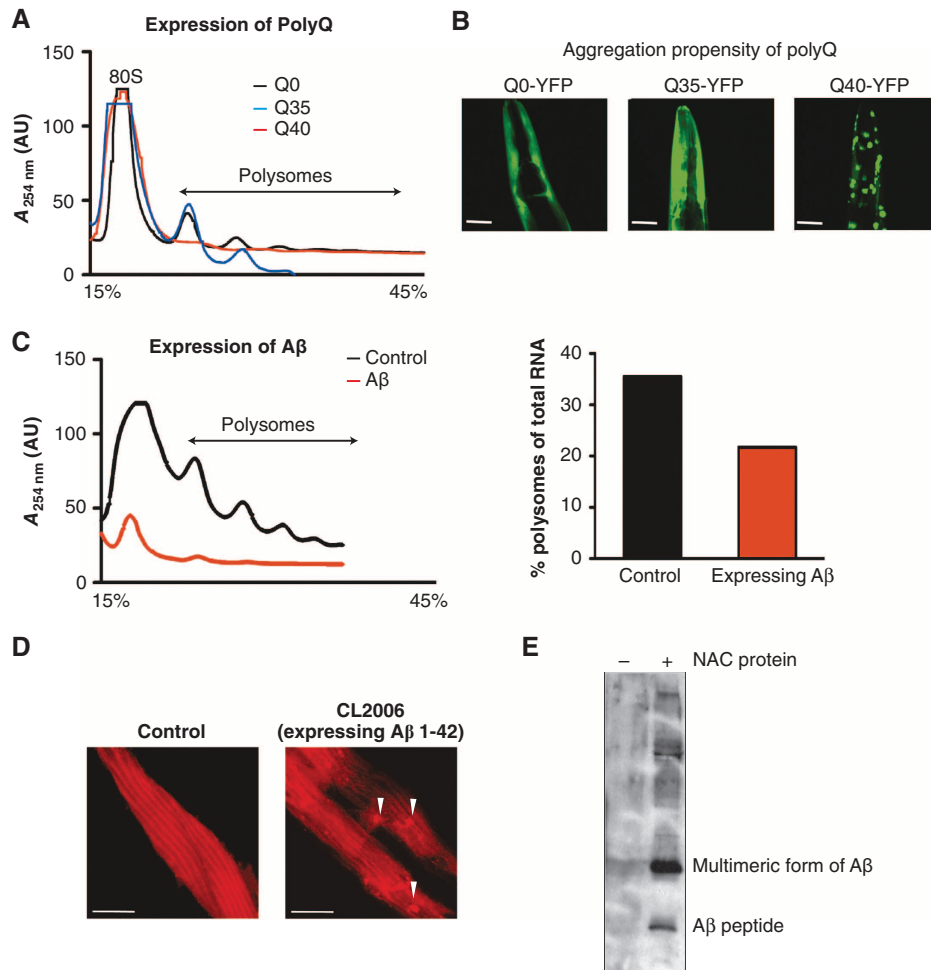 A
Expression of PolyQ
150
100
50
0
A 254 nm (AU)
80S
Q0
Q35
Q40
Polysomes
15%
45%
B
Aggregation propensity of polyQ
Q0-YFP
Q35-YFP
Q40-YFP
C
Expression of Aβ
150
100
50
0
A 254 nm (AU)
Control
Aβ
Polysomes
15%
45%
% polysomes of total RNA
40
30
20
10
0
Control
Expressing Aβ
D
Control
CL2006
(expressing Aβ 1-42)
E
– + NAC protein
Multimeric form of Aβ
Aβ peptide